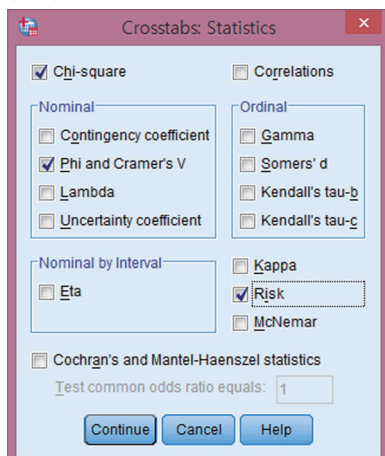 Crosstabs: Statistics
Chi-square
Correlations
Nominal
Contingency coefficient
Phi and Cramer's V
Lambda
Uncertainty coefficient
Ordinal
Gamma
Somers' d
Kendall's tau-b
Kendall's tau-c
Nominal by Interval
Eta
Kappa
Risk
McNemar
Cochran's and Mantel-Haenszel statistics
Test common odds ratio equals: 1
Continue Cancel Help